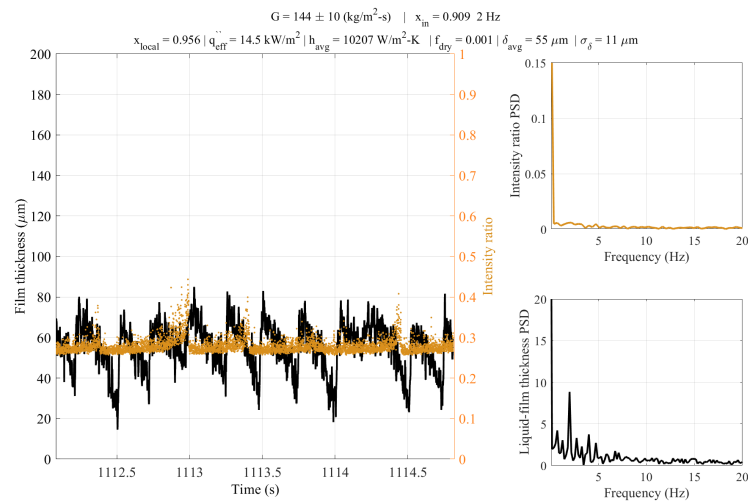 G = 144 ± 10 (kg/m²-s) | x_in = 0.909 2 Hz
x_local = 0.956 | q_eff'' = 14.5 kW/m² | h_avg = 10207 W/m²-K | f_dry = 0.001 | δ_avg = 55 μm | σ_δ = 11 μm
200
180
160
140
120
100
80
60
40
20
0
Film thickness (μm)
1112.5 1113 1113.5 1114 1114.5
Time (s)
1
0.9
0.8
0.7
0.6
0.5
0.4
0.3
0.2
0.1
0
Intensity ratio
0.15
0.1
0.05
0
Intensity ratio PSD
5 10 15 20
Frequency (Hz)
20
15
10
5
0
Liquid-film thickness PSD
5 10 15 20
Frequency (Hz)